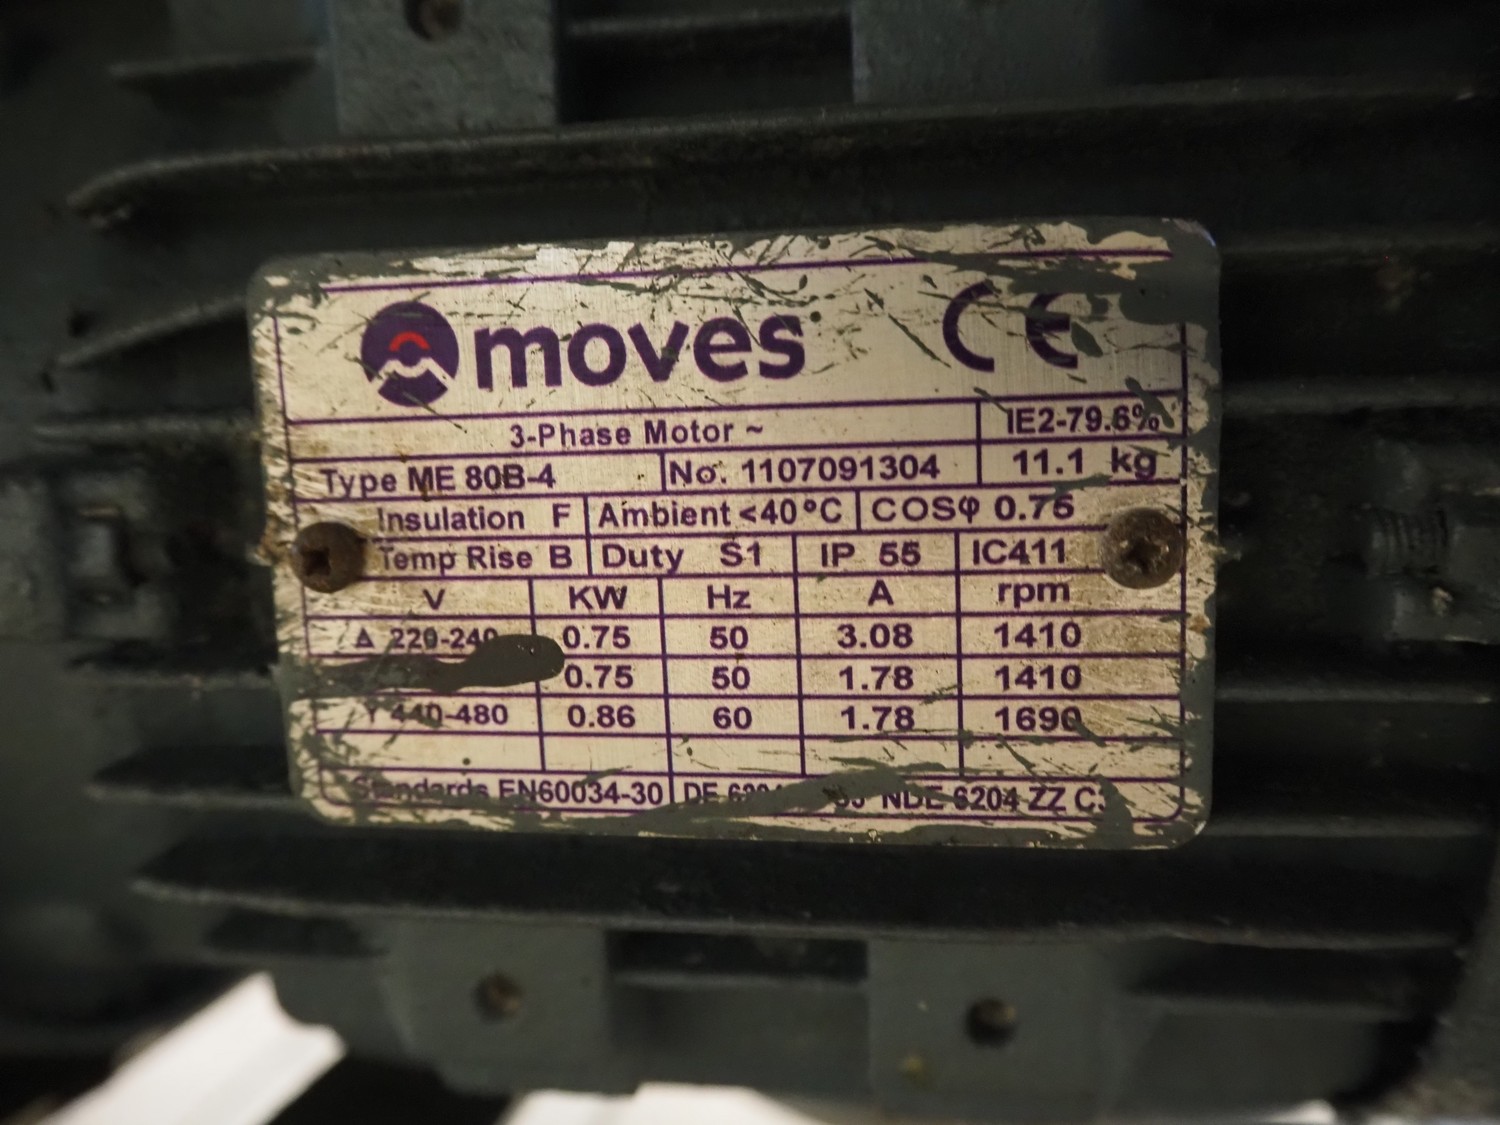 moves CE
3-Phase Motor ~ IE2-79.6%
Type ME 80B-4 No. 1107091304 11.1 kg
Insulation F Ambient <40°C COSφ 0.75
Temp Rise B Duty S1 IP 55 IC411
V KW Hz A rpm
Δ 220-240 0.75 50 3.08 1410
0.75 50 1.78 1410
Y 440-480 0.86 60 1.78 1690
Standards EN60034-30 DE NDE 6204 ZZ